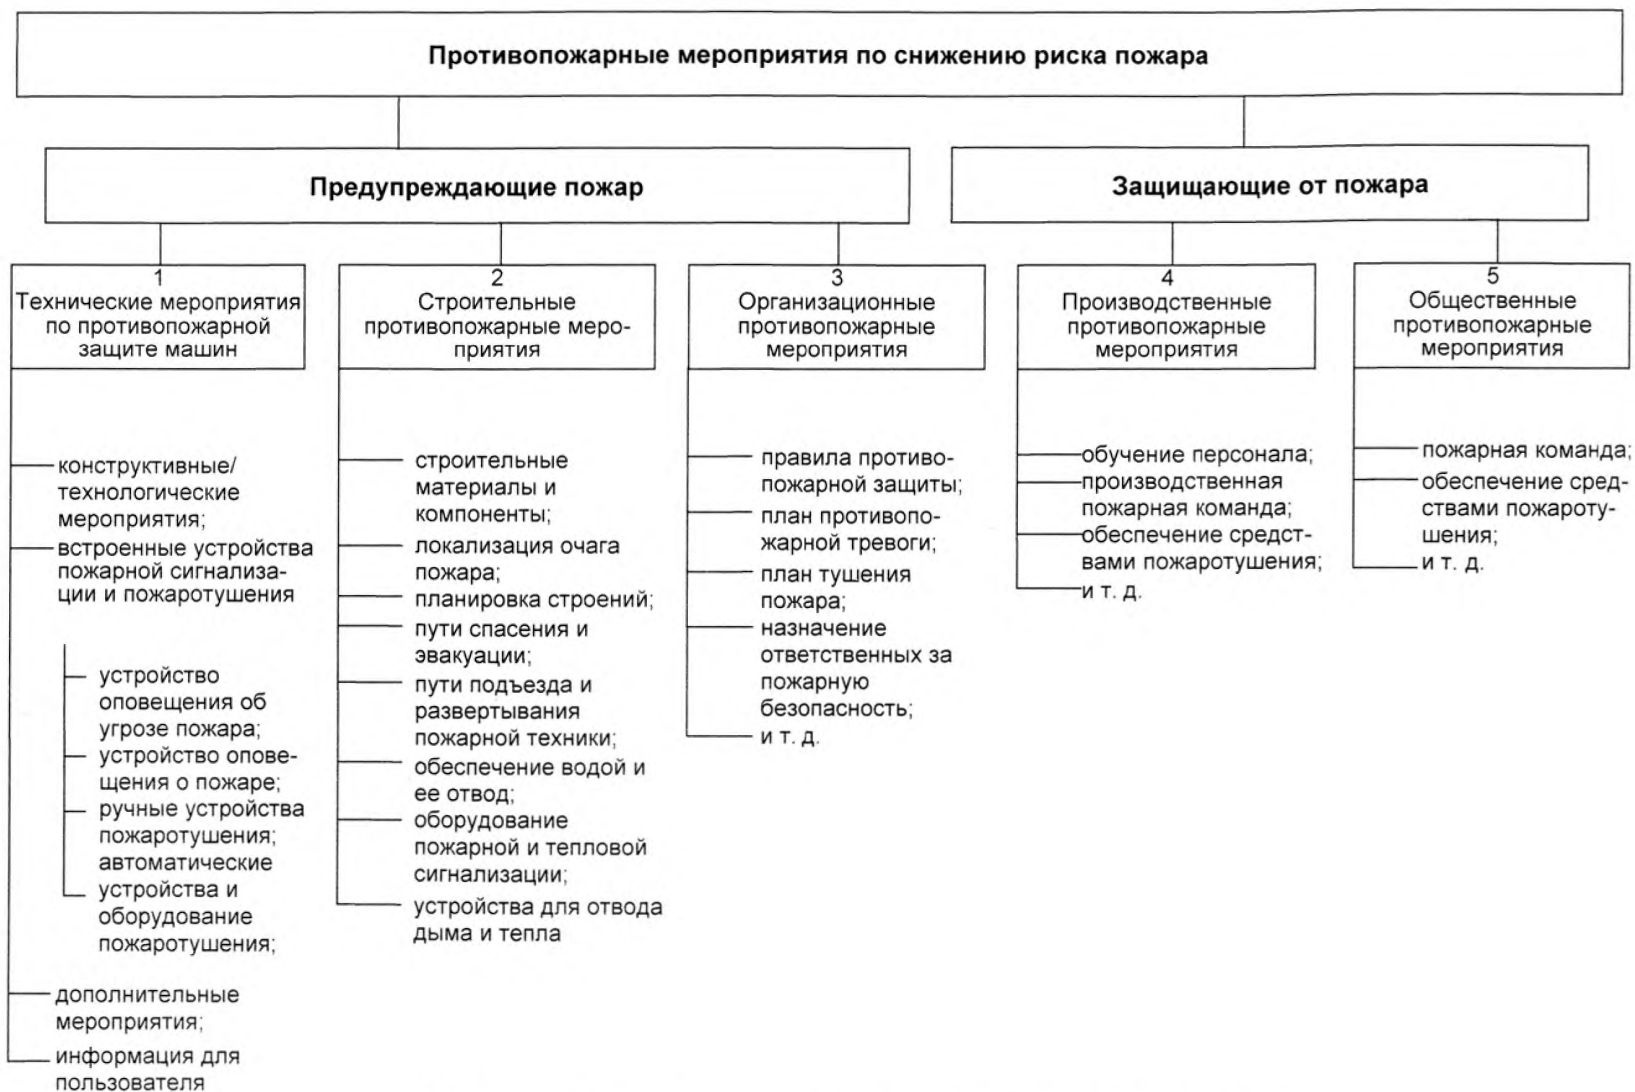 Противопожарные мероприятия по снижению риска пожара
Предупреждающие пожар
Защищающие от пожара
1
Технические мероприятия
по противопожарной
защите машин
2
Строительные
противопожарные меро-
приятия
3
Организационные
противопожарные
мероприятия
4
Производственные
противопожарные
мероприятия
5
Общественные
противопожарные
мероприятия
конструктивные/
технологические
мероприятия;
встроенные устройства
пожарной сигнализа-
ции и пожаротушения
устройство
оповещения об
угрозе пожара;
устройство опове-
щения о пожаре;
ручные устройства
пожаротушения;
автоматические
устройства и
оборудование
пожаротушения;
дополнительные
мероприятия;
информация для
пользователя
строительные
материалы и
компоненты;
локализация очага
пожара;
планировка строений;
пути спасения и
эвакуации;
пути подъезда и
развертывания
пожарной техники;
обеспечение водой и
ее отвод;
оборудование
пожарной и тепловой
сигнализации;
устройства для отвода
дыма и тепла
правила противо-
пожарной защиты;
план противопо-
жарной тревоги;
план тушения
пожара;
назначение
ответственных за
пожарную
безопасность;
и т. д.
обучение персонала;
производственная
пожарная команда;
обеспечение средст-
вами пожаротушения;
и т. д.
пожарная команда;
обеспечение сред-
ствами пожароту-
шения;
и т. д.